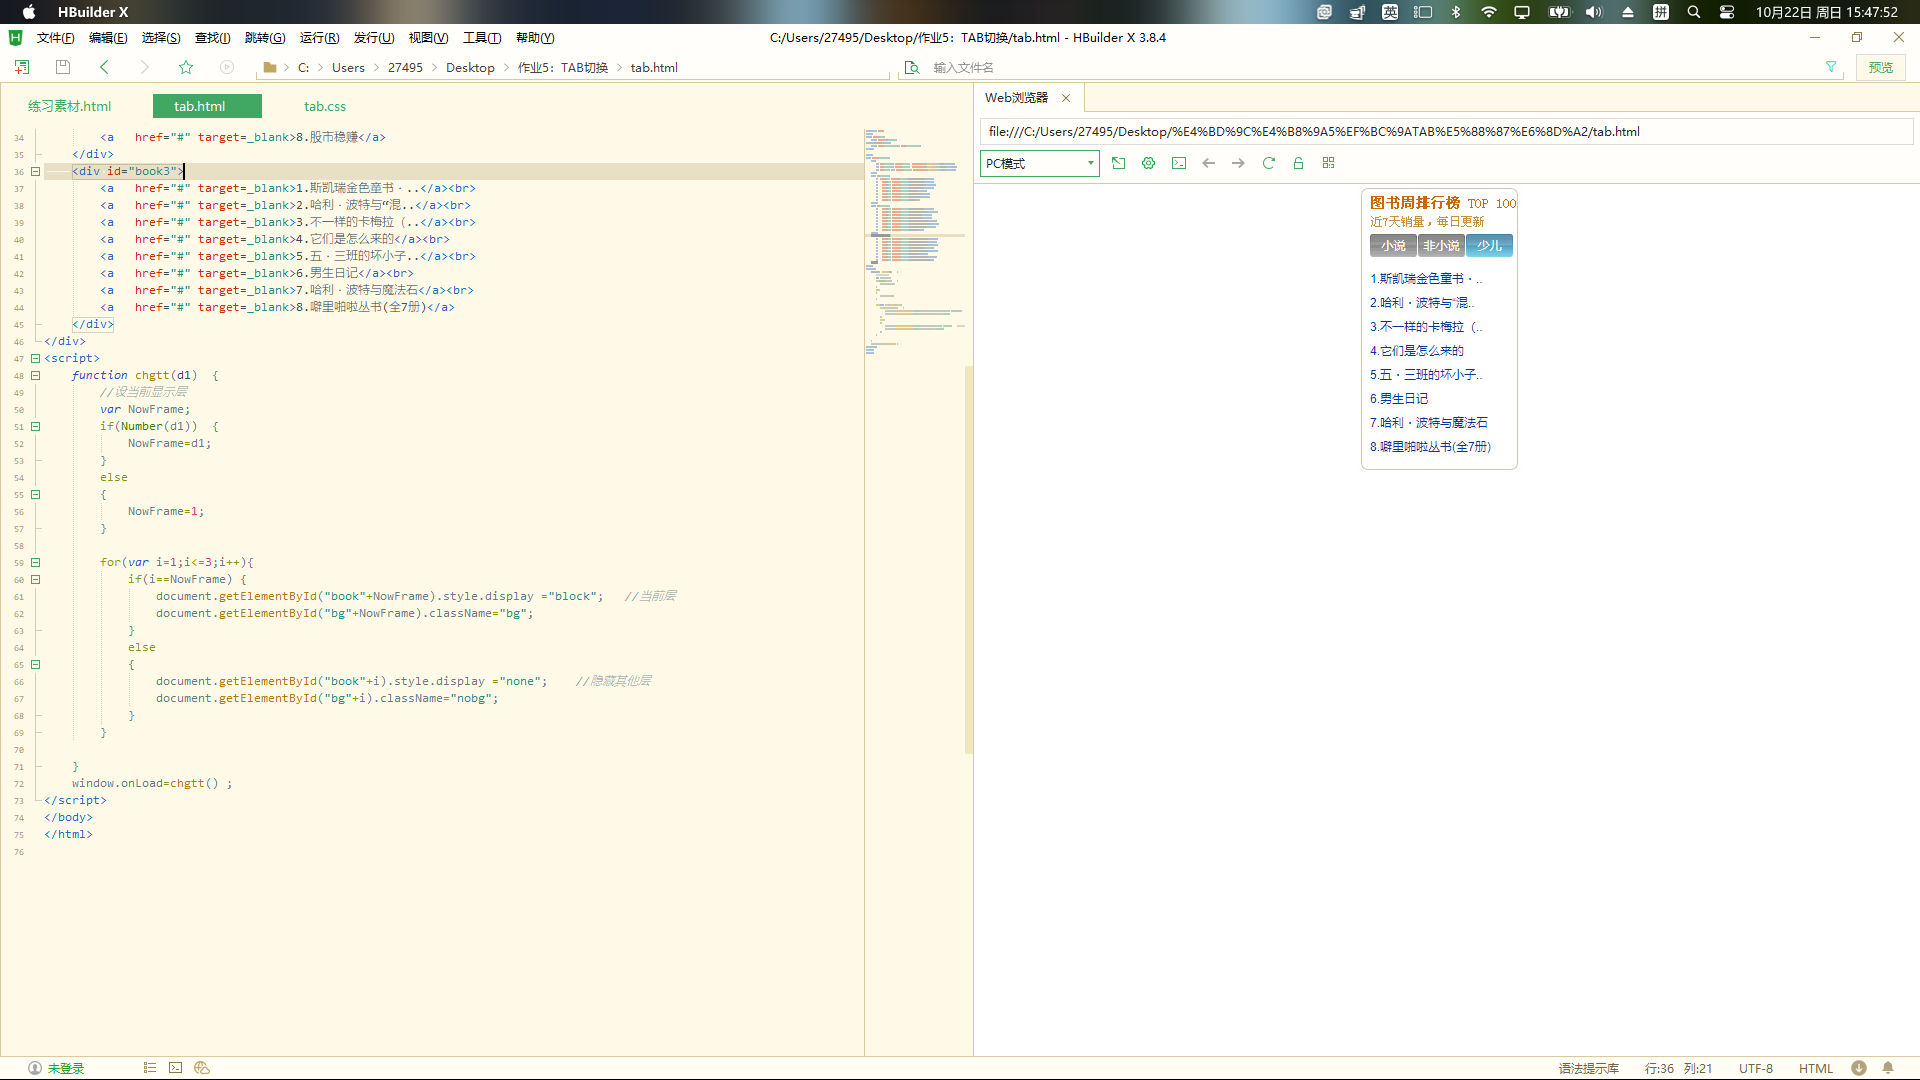 HBuilder X
英
拼
10月22日 周日 15:47:52
文件(F) 编辑(E) 选择(S) 查找(I) 跳转(G) 运行(R) 发行(U) 视图(V) 工具(T) 帮助(Y)
C:/Users/27495/Desktop/作业5：TAB切换/tab.html - HBuilder X 3.8.4
C: Users 27495 Desktop 作业5：TAB切换 tab.html
输入文件名
预览
练习素材.html tab.html tab.css
34 <a   href="#" target=_blank>8.股市稳赚</a>
35 </div>
36 <div id="book3">
37 <a   href="#" target=_blank>1.斯凯瑞金色童书·..</a><br>
38 <a   href="#" target=_blank>2.哈利·波特与“混..</a><br>
39 <a   href="#" target=_blank>3.不一样的卡梅拉（..</a><br>
40 <a   href="#" target=_blank>4.它们是怎么来的</a><br>
41 <a   href="#" target=_blank>5.五·三班的坏小子..</a><br>
42 <a   href="#" target=_blank>6.男生日记</a><br>
43 <a   href="#" target=_blank>7.哈利·波特与魔法石</a><br>
44 <a   href="#" target=_blank>8.噼里啪啦丛书(全7册)</a>
45 </div>
46 </div>
47 <script>
48 function chgtt(d1)  {
49 //设当前显示层
50 var NowFrame;
51 if(Number(d1))  {
52 NowFrame=d1;
53 }
54 else
55 {
56 NowFrame=1;
57 }
58
59 for(var i=1;i<=3;i++){
60 if(i==NowFrame) {
61 document.getElementById("book"+NowFrame).style.display ="block";   //当前层
62 document.getElementById("bg"+NowFrame).className="bg";
63 }
64 else
65 {
66 document.getElementById("book"+i).style.display ="none";    //隐藏其他层
67 document.getElementById("bg"+i).className="nobg";
68 }
69 }
70
71 }
72 window.onLoad=chgtt() ;
73 </script>
74 </body>
75 </html>
76
Web浏览器
file:///C:/Users/27495/Desktop/%E4%BD%9C%E4%B8%9A5%EF%BC%9ATAB%E5%88%87%E6%8D%A2/tab.html
PC模式
图书周排行榜 TOP 100
近7天销量，每日更新
小说 非小说 少儿
1.斯凯瑞金色童书·..
2.哈利·波特与“混..
3.不一样的卡梅拉（..
4.它们是怎么来的
5.五·三班的坏小子..
6.男生日记
7.哈利·波特与魔法石
8.噼里啪啦丛书(全7册)
未登录
语法提示库 行:36 列:21 UTF-8 HTML